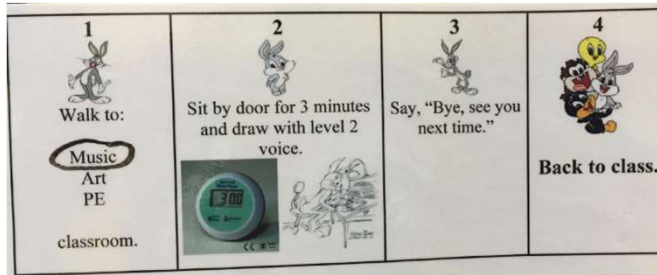 1
Walk to:
Music
Art
PE
classroom.
2
Sit by door for 3 minutes
and draw with level 2
voice.
3:00
3
Say, “Bye, see you
next time.”
4
Back to class.